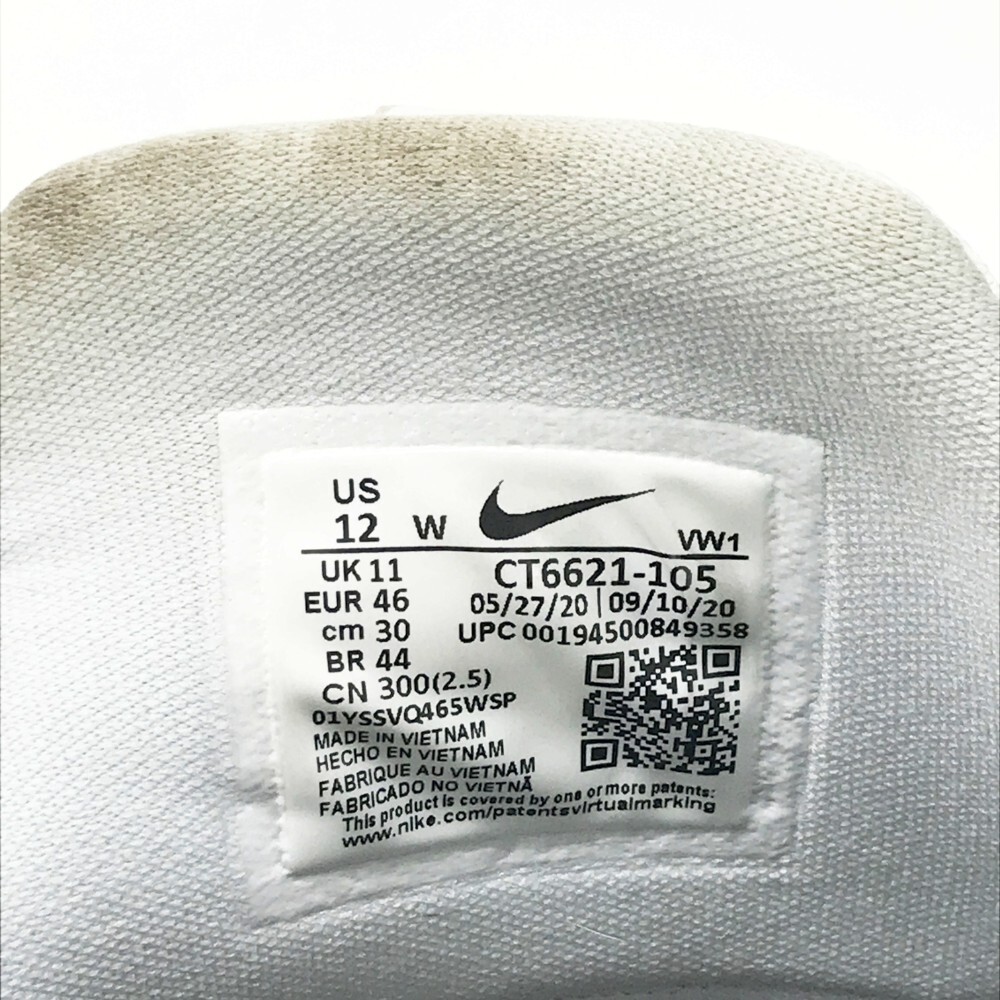 US
12 W
VW1
UK 11
EUR 46
cm 30
BR 44
CN 300(2.5)
CT6621-105
05/27/20 | 09/10/20
UPC 00194500849358
01YSSVQ465WSP
MADE IN VIETNAM
HECHO EN VIETNAM
FABRIQUE AU VIETNAM
FABRICADO NO VIETNÃ
This product is covered by one or more patents:
www.nike.com/patentsvirtualmarking